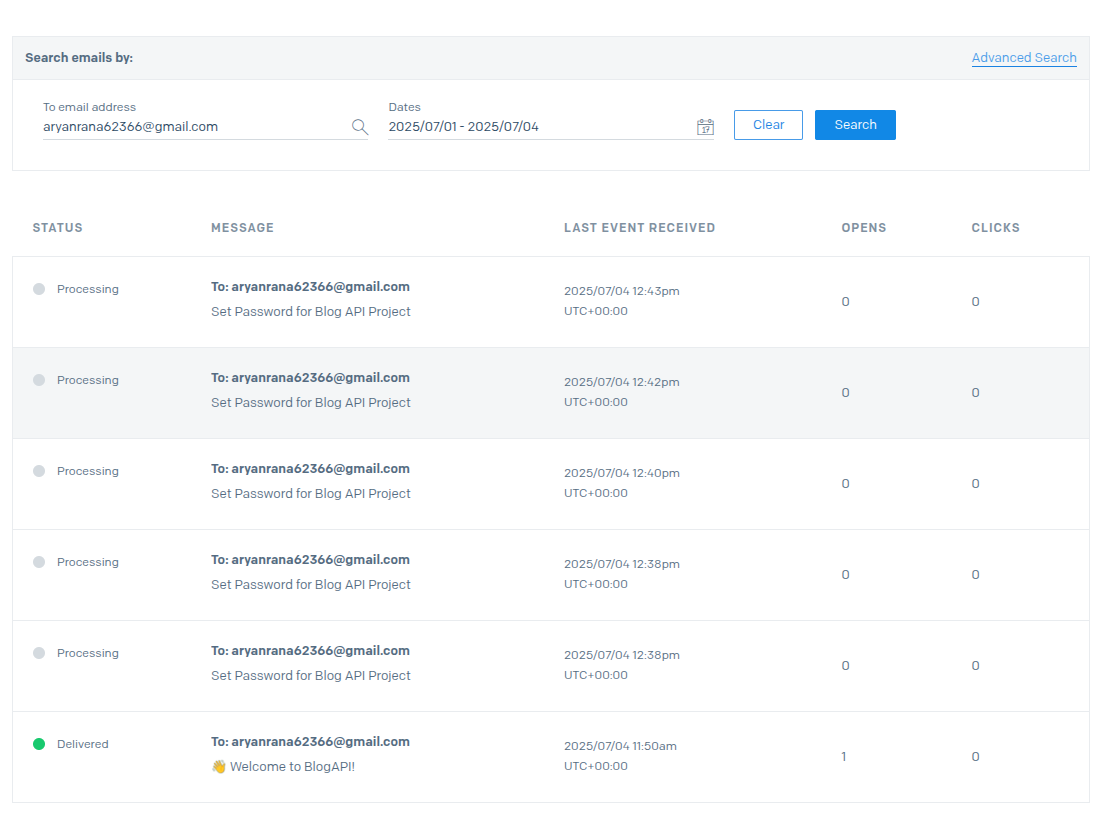 Search emails by: Advanced Search
To email address Dates
aryanrana62366@gmail.com 2025/07/01 - 2025/07/04 17 Clear Search
STATUS MESSAGE LAST EVENT RECEIVED OPENS CLICKS
Processing To: aryanrana62366@gmail.com 2025/07/04 12:43pm 0 0
Set Password for Blog API Project UTC+00:00
Processing To: aryanrana62366@gmail.com 2025/07/04 12:42pm 0 0
Set Password for Blog API Project UTC+00:00
Processing To: aryanrana62366@gmail.com 2025/07/04 12:40pm 0 0
Set Password for Blog API Project UTC+00:00
Processing To: aryanrana62366@gmail.com 2025/07/04 12:38pm 0 0
Set Password for Blog API Project UTC+00:00
Processing To: aryanrana62366@gmail.com 2025/07/04 12:38pm 0 0
Set Password for Blog API Project UTC+00:00
Delivered To: aryanrana62366@gmail.com 2025/07/04 11:50am 1 0
👋 Welcome to BlogAPI! UTC+00:00